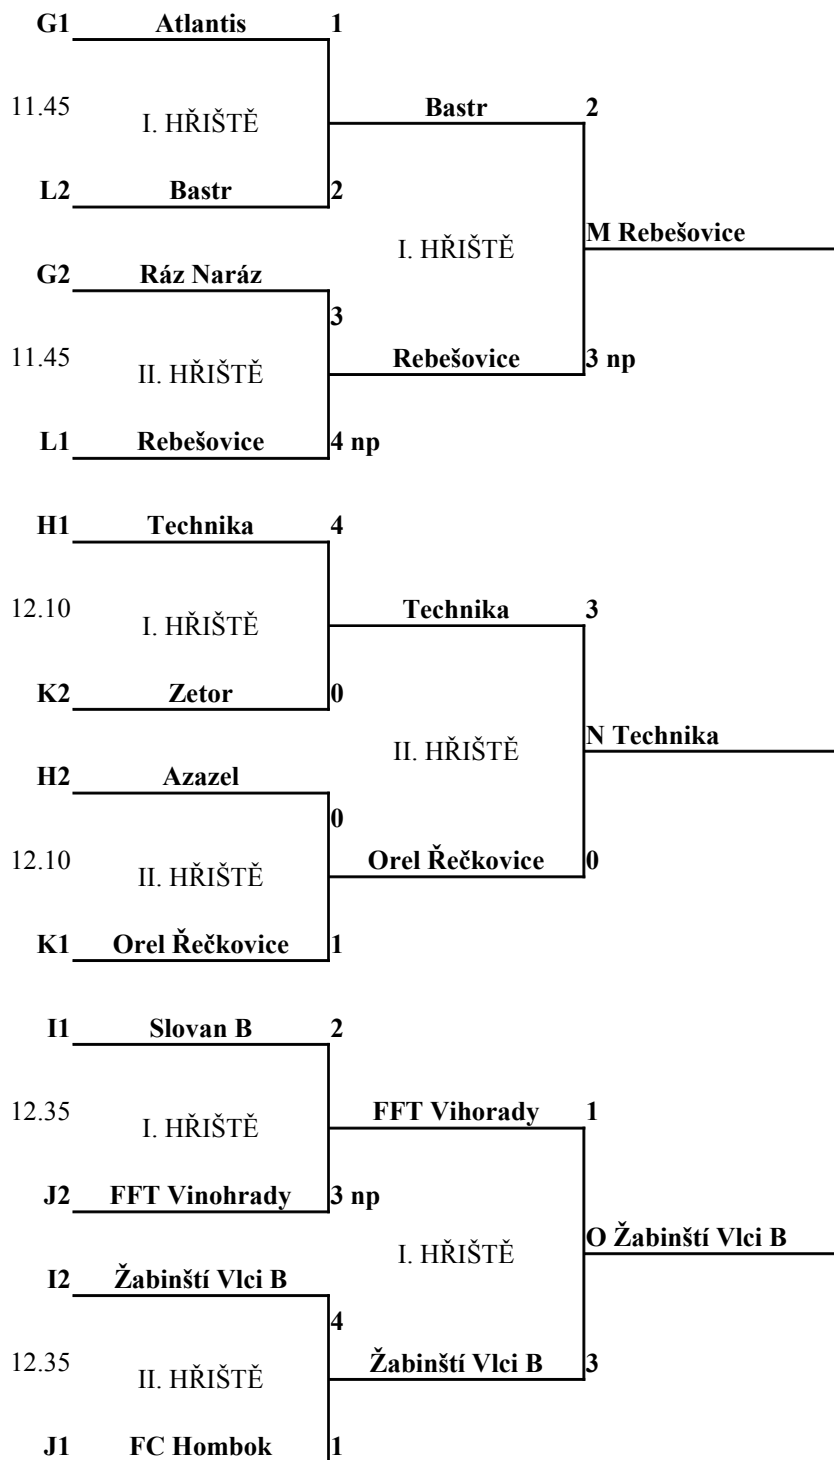 G1 Atlantis 1
11.45 I. HŘIŠTĚ Bastr 2
L2 Bastr 2
I. HŘIŠTĚ M Rebešovice
G2 Ráz Naráz 3
11.45 II. HŘIŠTĚ Rebešovice 3 np
L1 Rebešovice 4 np
H1 Technika 4
12.10 I. HŘIŠTĚ Technika 3
K2 Zetor 0
II. HŘIŠTĚ N Technika
H2 Azazel 0
12.10 II. HŘIŠTĚ Orel Řečkovice 0
K1 Orel Řečkovice 1
I1 Slovan B 2
12.35 I. HŘIŠTĚ FFT Vihorady 1
J2 FFT Vinohrady 3 np
I. HŘIŠTĚ O Žabinští Vlci B
I2 Žabinští Vlci B 4
12.35 II. HŘIŠTĚ Žabinští Vlci B 3
J1 FC Hombok 1